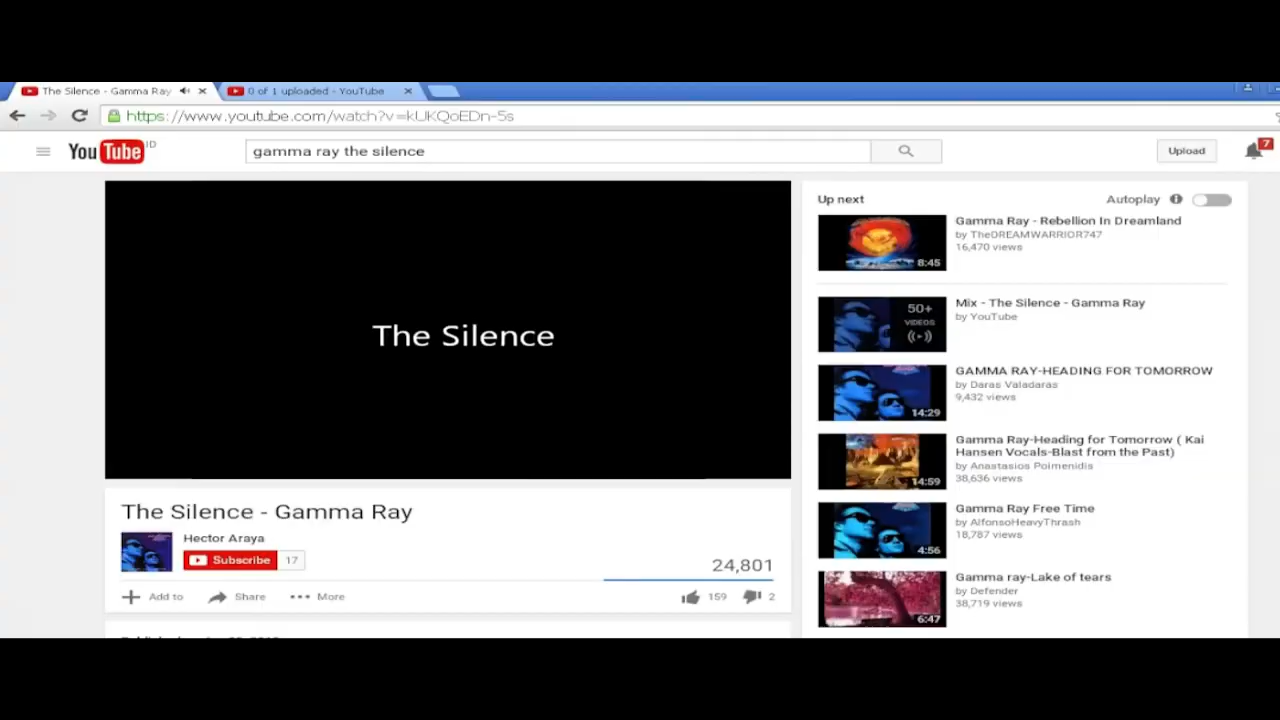 The Silence - Gamma Ray
0 of 1 uploaded - YouTube
https://www.youtube.com/watch?v=kUKQoEDn-5s
YouTube ID
gamma ray the silence
Upload
7
The Silence
The Silence - Gamma Ray
Hector Araya
Subscribe 17
24,801
Add to Share More
159 2
Up next
Autoplay
Gamma Ray - Rebellion In Dreamland
by TheDREAMWARRIOR747
16,470 views
8:45
Mix - The Silence - Gamma Ray
by YouTube
50+
VIDEOS
GAMMA RAY-HEADING FOR TOMORROW
by Daras Valadaras
9,432 views
14:29
Gamma Ray-Heading for Tomorrow ( Kai
Hansen Vocals-Blast from the Past)
by Anastasios Poimenidis
38,636 views
14:59
Gamma Ray Free Time
by AlfonsoHeavyThrash
18,787 views
4:56
Gamma ray-Lake of tears
by Defender
38,719 views
6:47